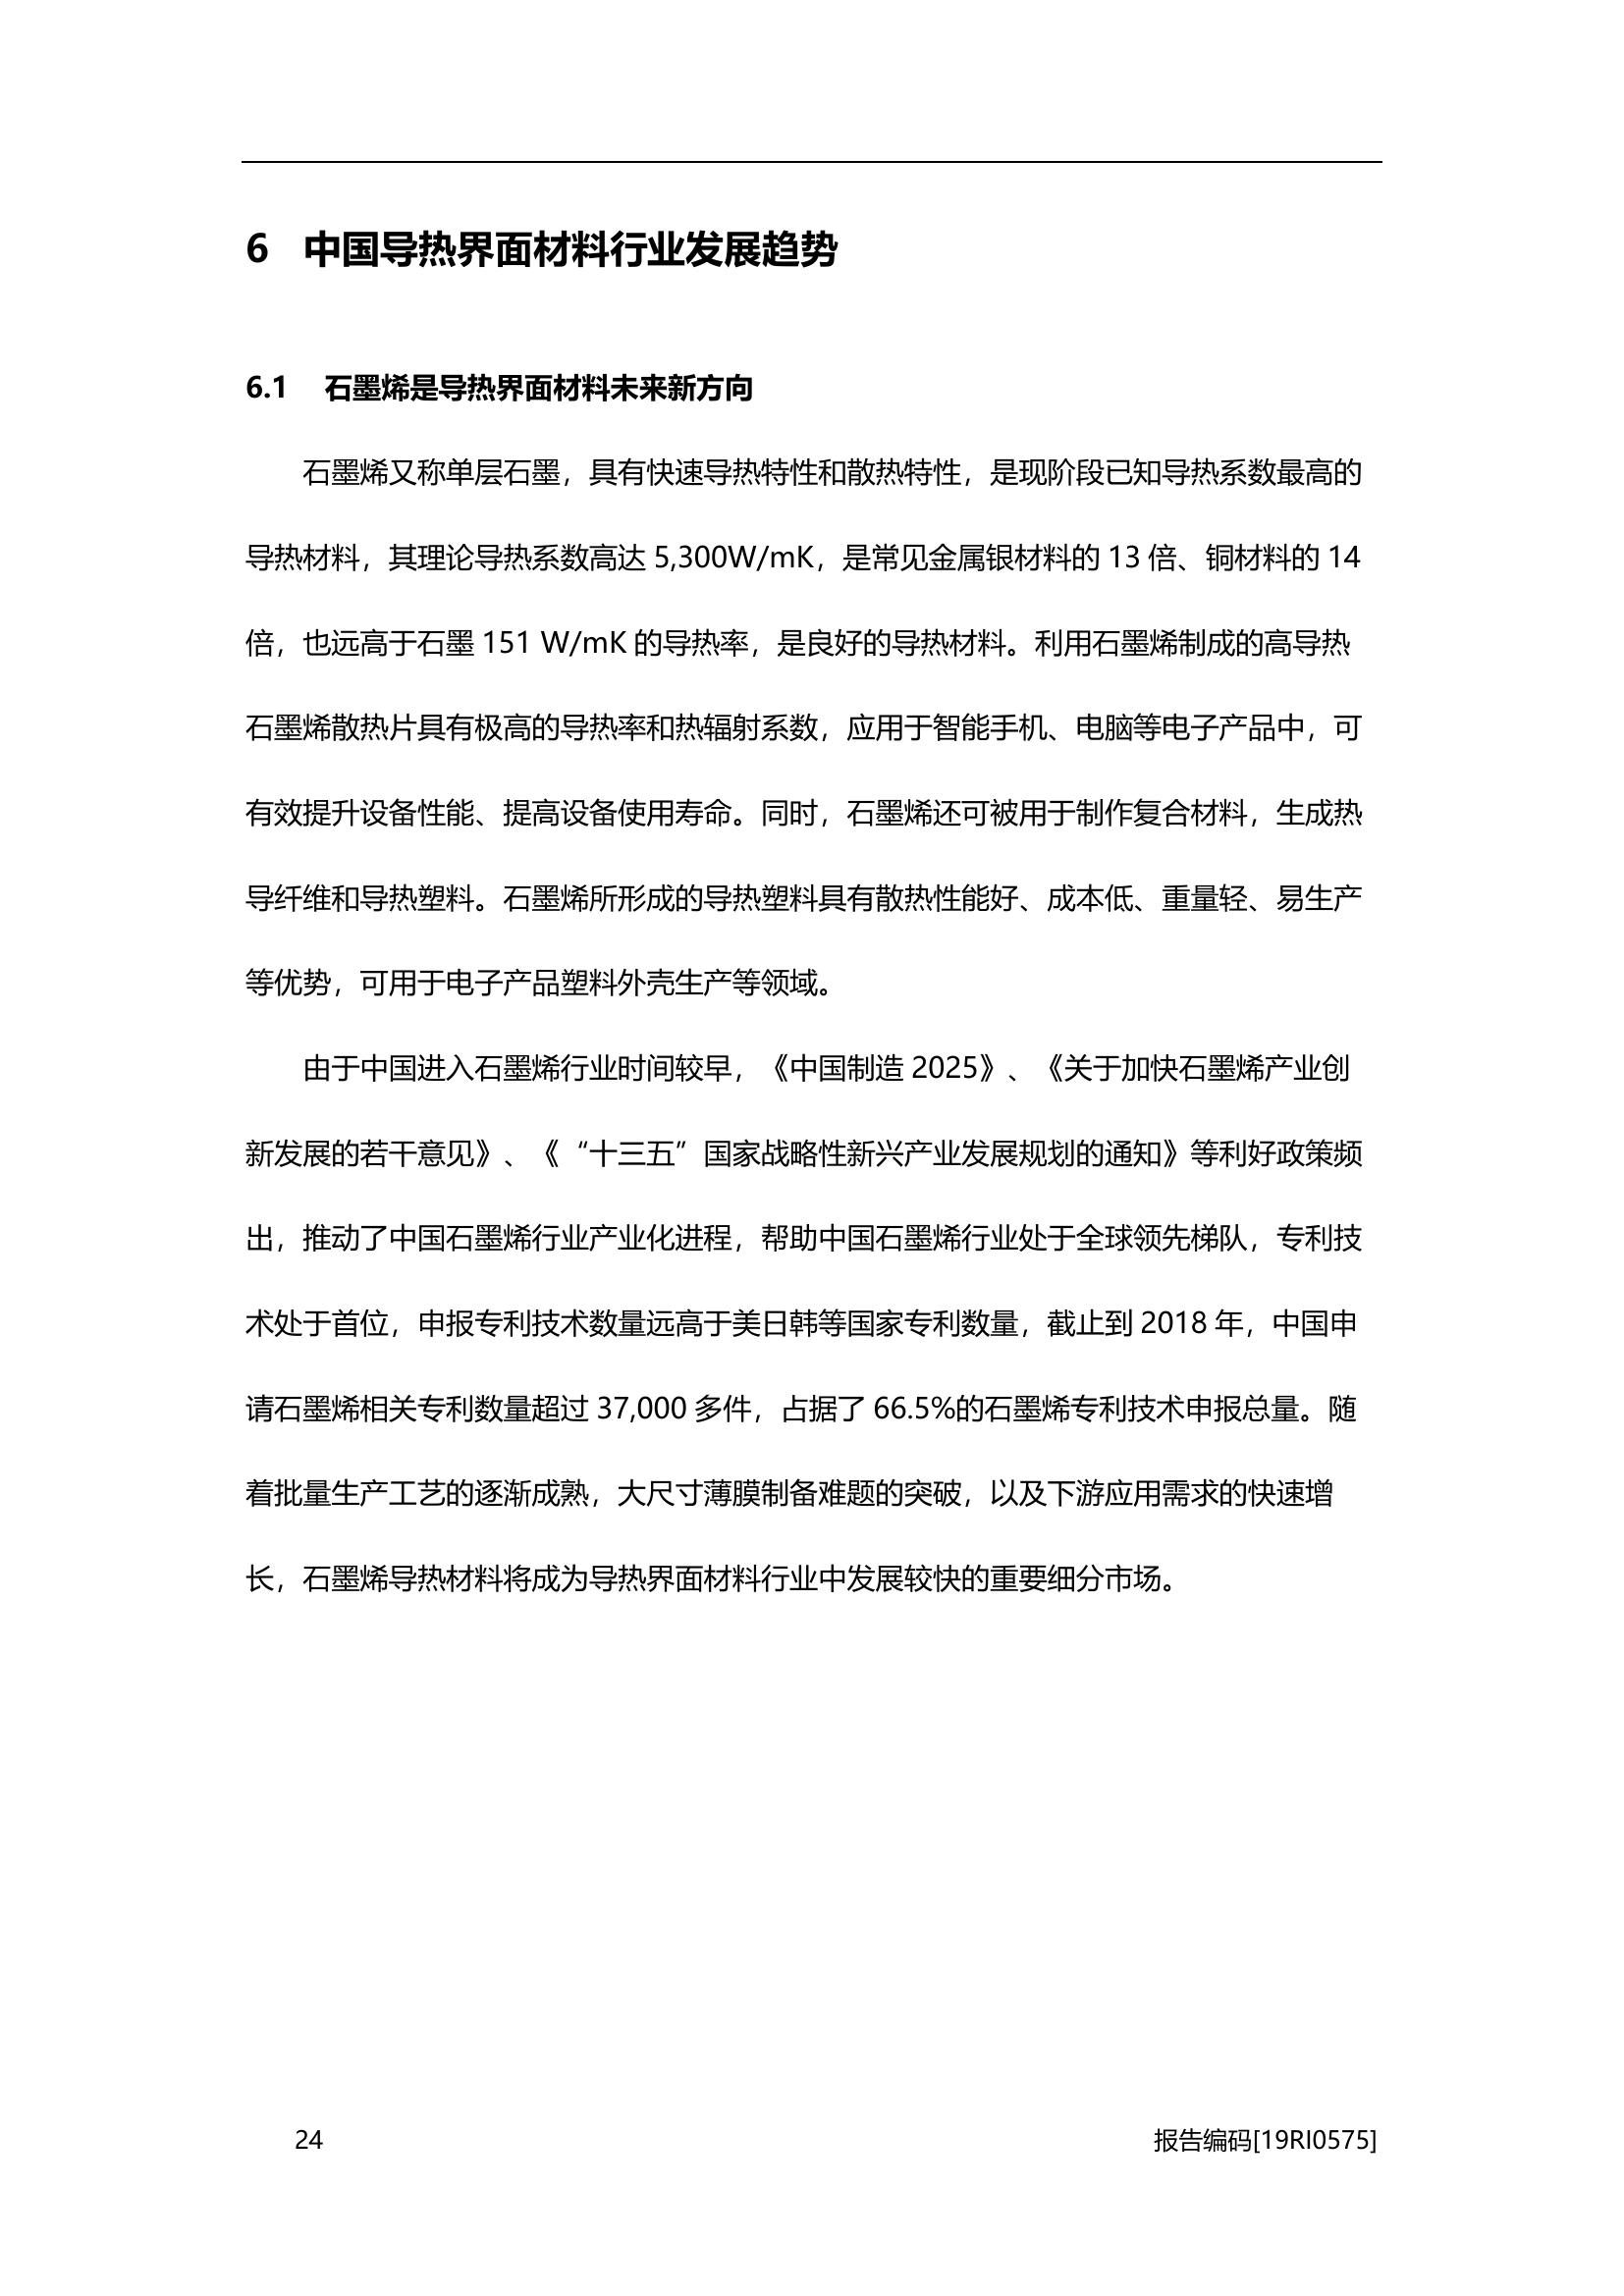 6 中国导热界面材料行业发展趋势
6.1 石墨烯是导热界面材料未来新方向
石墨烯又称单层石墨，具有快速导热特性和散热特性，是现阶段已知导热系数最高的
导热材料，其理论导热系数高达 5,300W/mK，是常见金属银材料的 13 倍、铜材料的 14
倍，也远高于石墨 151 W/mK 的导热率，是良好的导热材料。利用石墨烯制成的高导热
石墨烯散热片具有极高的导热率和热辐射系数，应用于智能手机、电脑等电子产品中，可
有效提升设备性能、提高设备使用寿命。同时，石墨烯还可被用于制作复合材料，生成热
导纤维和导热塑料。石墨烯所形成的导热塑料具有散热性能好、成本低、重量轻、易生产
等优势，可用于电子产品塑料外壳生产等领域。
由于中国进入石墨烯行业时间较早，《中国制造 2025》、《关于加快石墨烯产业创
新发展的若干意见》、《“十三五”国家战略性新兴产业发展规划的通知》等利好政策频
出，推动了中国石墨烯行业产业化进程，帮助中国石墨烯行业处于全球领先梯队，专利技
术处于首位，申报专利技术数量远高于美日韩等国家专利数量，截止到 2018 年，中国申
请石墨烯相关专利数量超过 37,000 多件，占据了 66.5%的石墨烯专利技术申报总量。随
着批量生产工艺的逐渐成熟，大尺寸薄膜制备难题的突破，以及下游应用需求的快速增
长，石墨烯导热材料将成为导热界面材料行业中发展较快的重要细分市场。
24 报告编码[19RI0575]